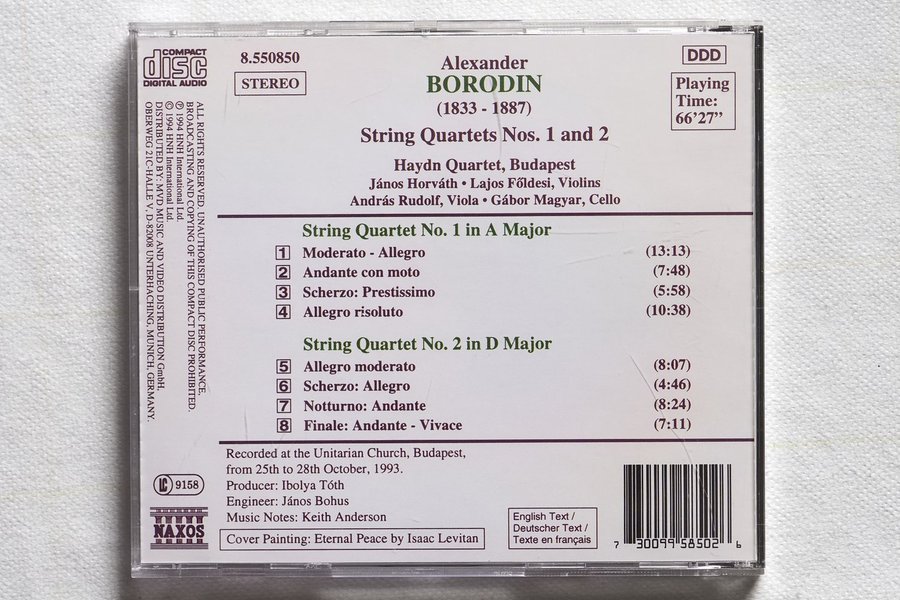 COMPACT
disc
DIGITAL AUDIO
8.550850
STEREO
Alexander
BORODIN
(1833 - 1887)
String Quartets Nos. 1 and 2
DDD
Playing
Time:
66’27”
Haydn Quartet, Budapest
János Horváth • Lajos Főldesi, Violins
András Rudolf, Viola • Gábor Magyar, Cello
String Quartet No. 1 in A Major
1 Moderato - Allegro (13:13)
2 Andante con moto (7:48)
3 Scherzo: Prestissimo (5:58)
4 Allegro risoluto (10:38)
String Quartet No. 2 in D Major
5 Allegro moderato (8:07)
6 Scherzo: Allegro (4:46)
7 Notturno: Andante (8:24)
8 Finale: Andante - Vivace (7:11)
Recorded at the Unitarian Church, Budapest,
from 25th to 28th October, 1993.
Producer: Ibolya Tóth
Engineer: János Bohus
Music Notes: Keith Anderson
Cover Painting: Eternal Peace by Isaac Levitan
English Text /
Deutscher Text /
Texte en français
7 30099 58502 6
ALL RIGHTS RESERVED. UNAUTHORISED PUBLIC PERFORMANCE,
BROADCASTING AND COPYING OF THIS COMPACT DISC PROHIBITED.
℗ 1994 HNH International Ltd.
© 1994 HNH International Ltd.
DISTRIBUTED BY: MVD MUSIC AND VIDEO DISTRIBUTION GmbH,
OBERWEG 21C-HALLE V, D-82008 UNTERHACHING, MUNICH, GERMANY.
LC 9158
NAXOS